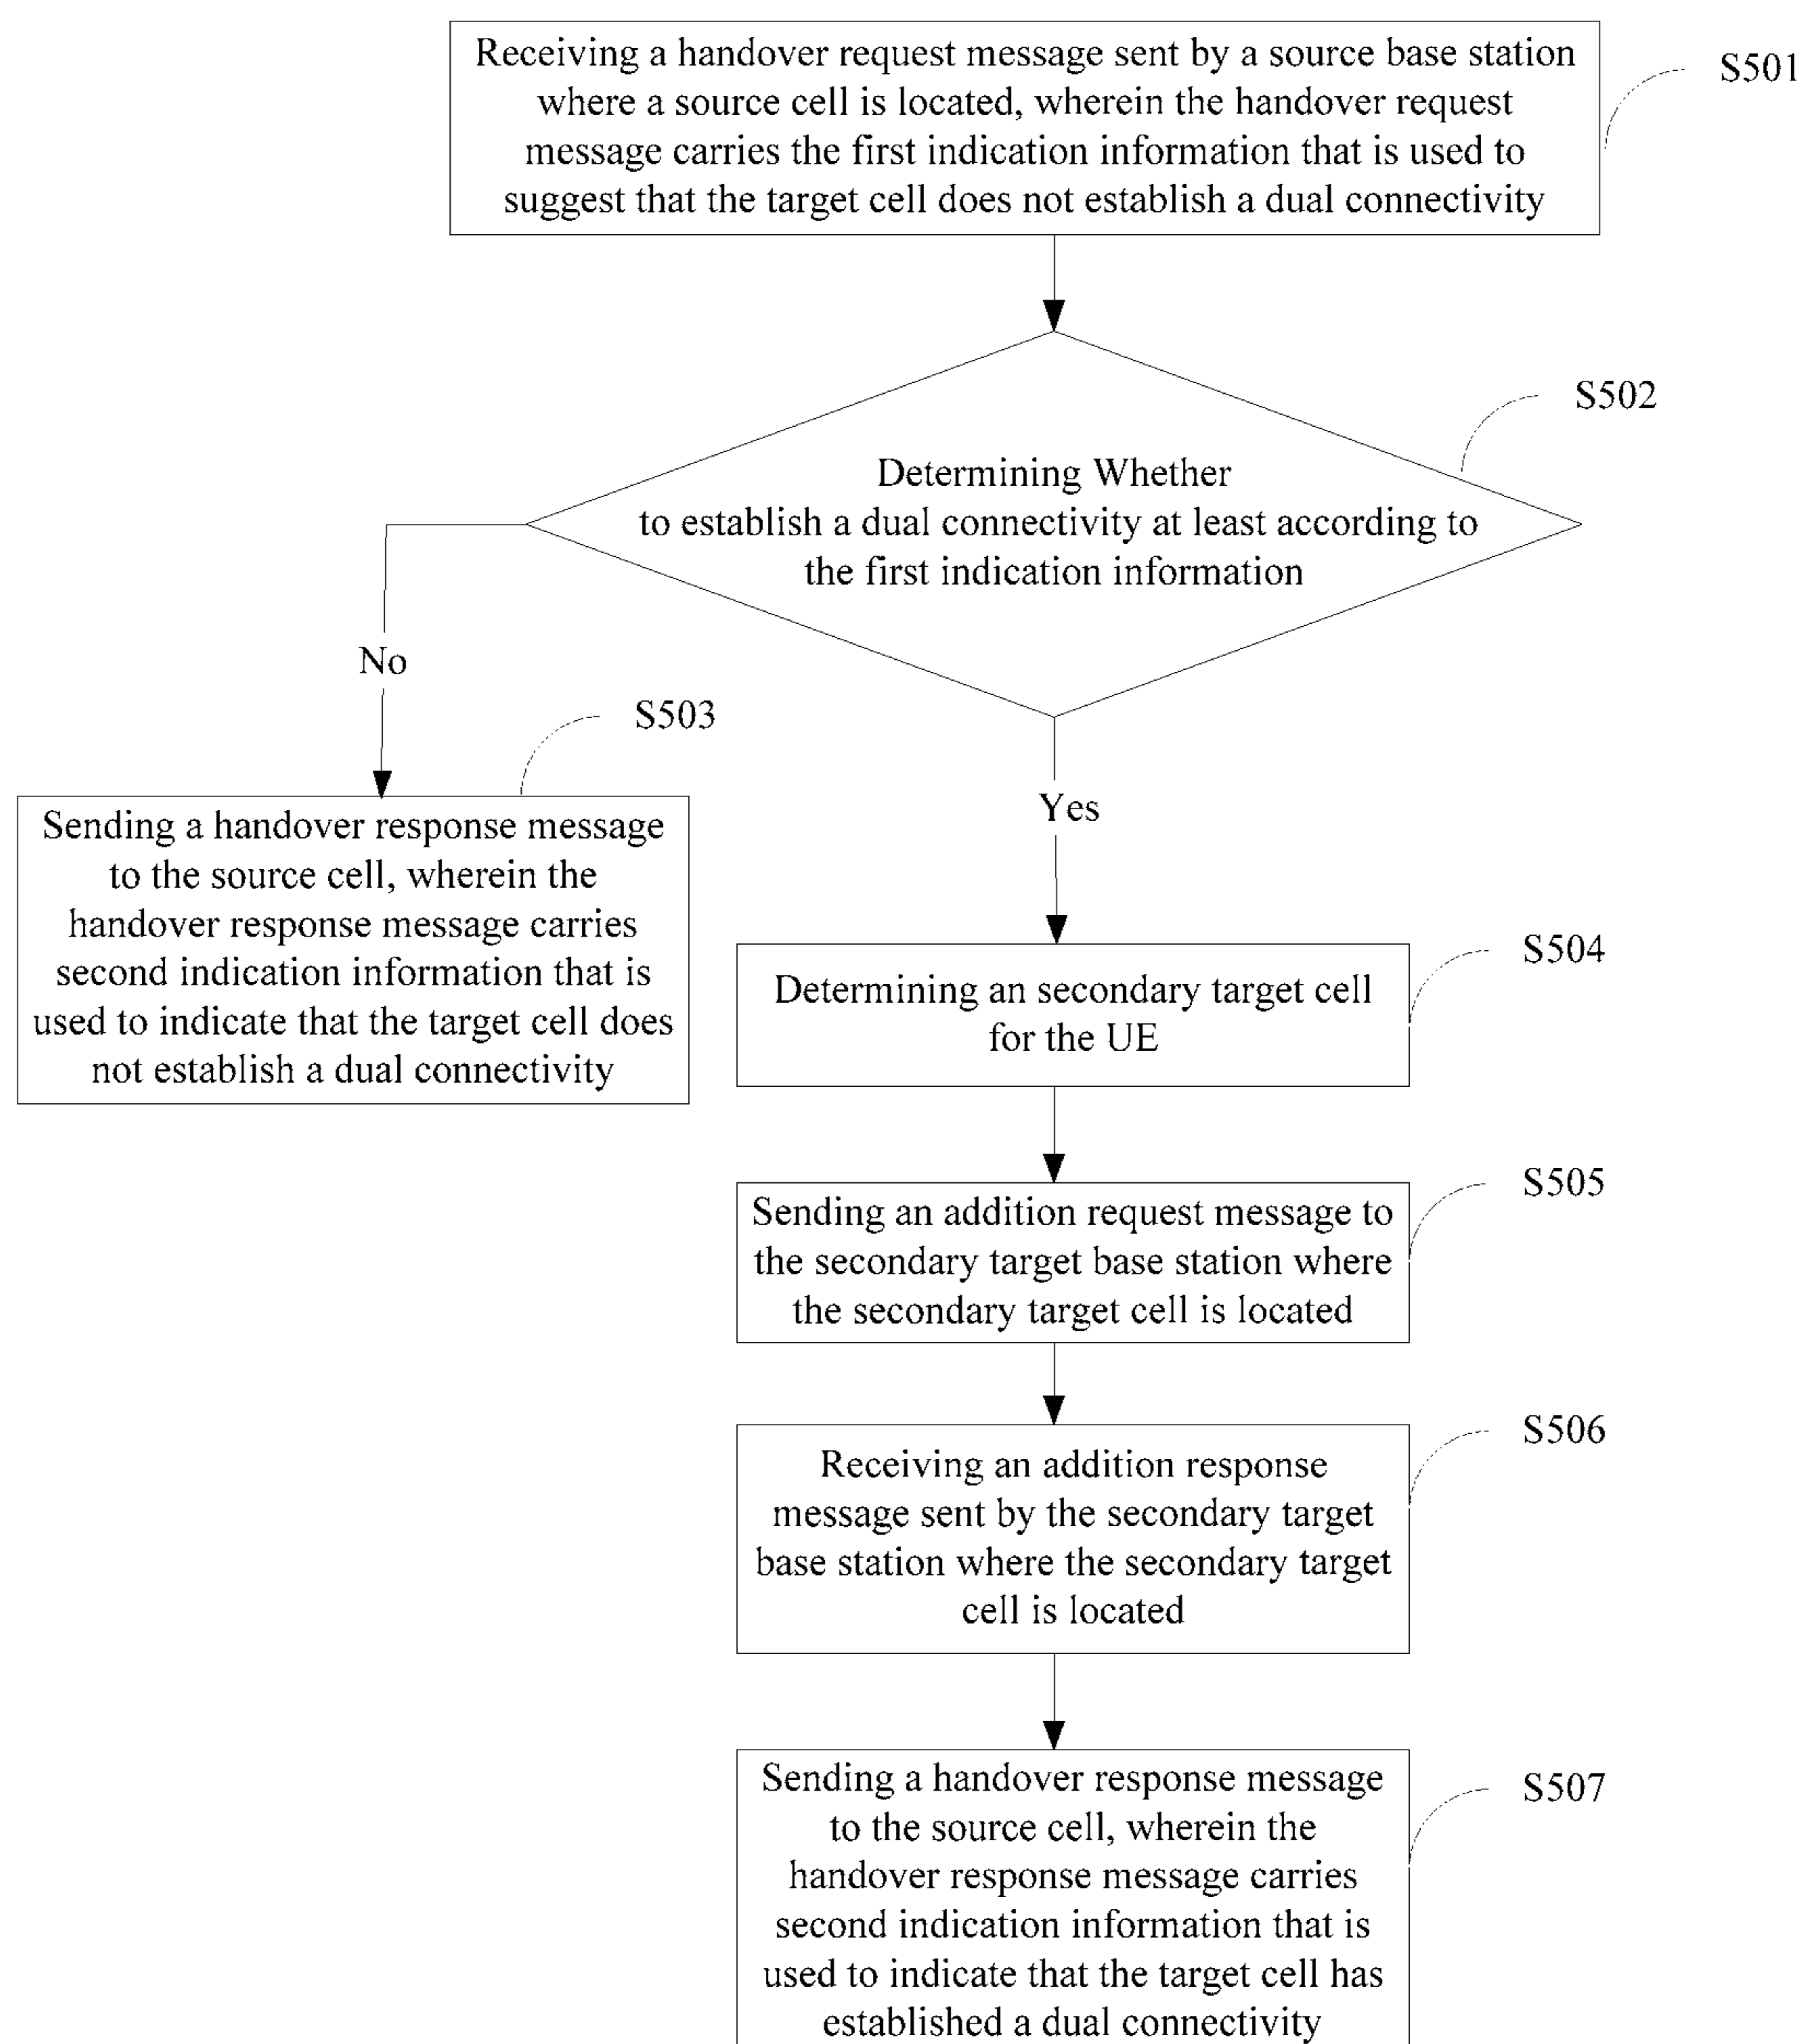 Receiving a handover request message sent by a source base station
where a source cell is located, wherein the handover request
message carries the first indication information that is used to
suggest that the target cell does not establish a dual connectivity
S501
S502
Determining Whether
to establish a dual connectivity at least according to
the first indication information
No
S503
Sending a handover response message
to the source cell, wherein the
handover response message carries
second indication information that is
used to indicate that the target cell does
not establish a dual connectivity
Yes
S504
Determining an secondary target cell
for the UE
S505
Sending an addition request message to
the secondary target base station where
the secondary target cell is located
S506
Receiving an addition response
message sent by the secondary target
base station where the secondary target
cell is located
S507
Sending a handover response message
to the source cell, wherein the
handover response message carries
second indication information that is
used to indicate that the target cell has
established a dual connectivity